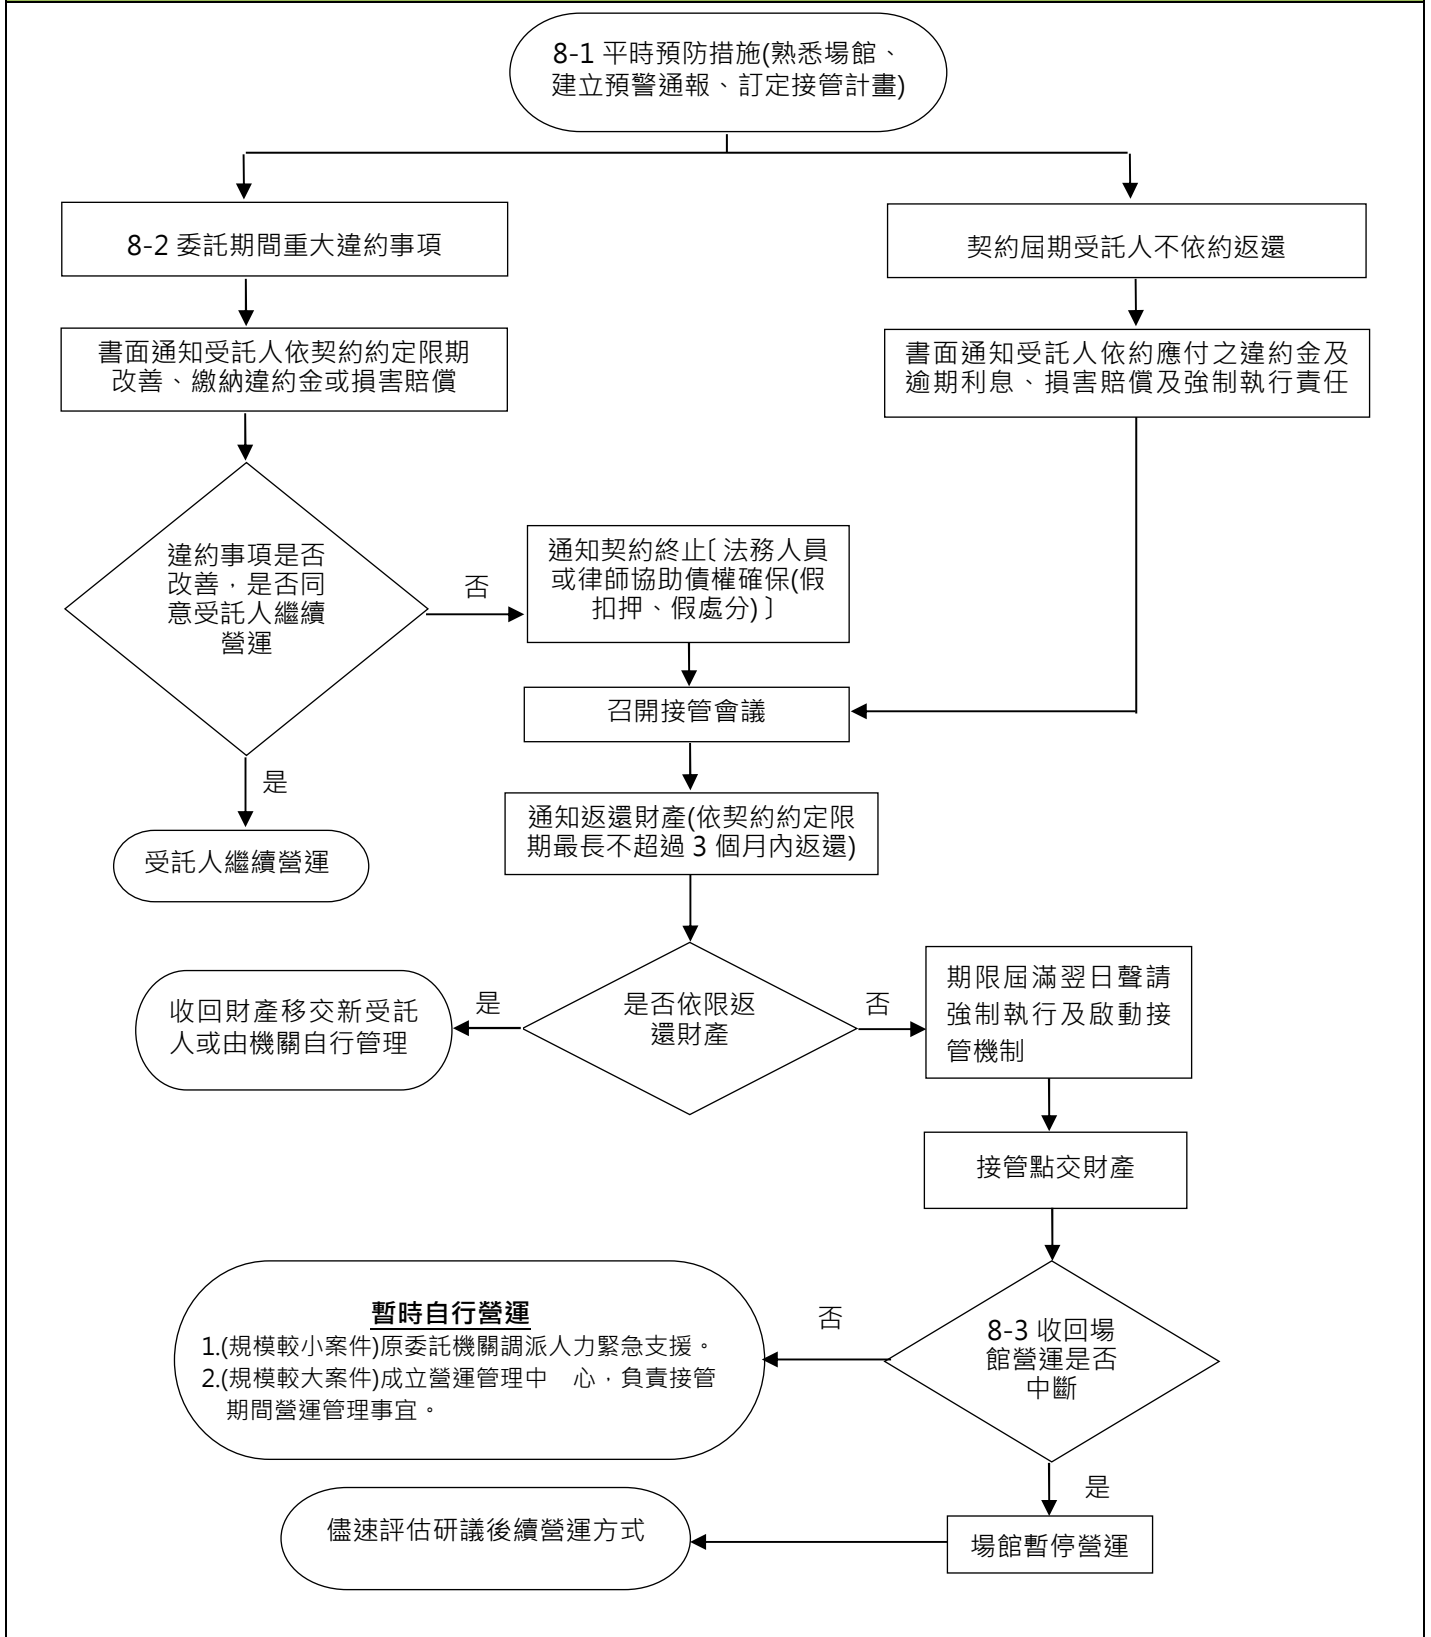 8-1 平時預防措施(熟悉場館、
建立預警通報、訂定接管計畫)
8-2 委託期間重大違約事項
契約屆期受託人不依約返還
書面通知受託人依契約約定限期
改善、繳納違約金或損害賠償
書面通知受託人依約應付之違約金及
逾期利息、損害賠償及強制執行責任
違約事項是否
改善，是否同
意受託人繼續
營運
否
通知契約終止〔法務人員
或律師協助債權確保(假
扣押、假處分)〕
召開接管會議
是
通知返還財產(依契約約定限
期最長不超過 3 個月內返還)
受託人繼續營運
是否依限返
還財產
是
收回財產移交新受託
人或由機關自行管理
否
期限屆滿翌日聲請
強制執行及啟動接
管機制
接管點交財產
8-3 收回場
館營運是否
中斷
否
暫時自行營運
1.(規模較小案件)原委託機關調派人力緊急支援。
2.(規模較大案件)成立營運管理中　心，負責接管
期間營運管理事宜。
是
場館暫停營運
儘速評估研議後續營運方式